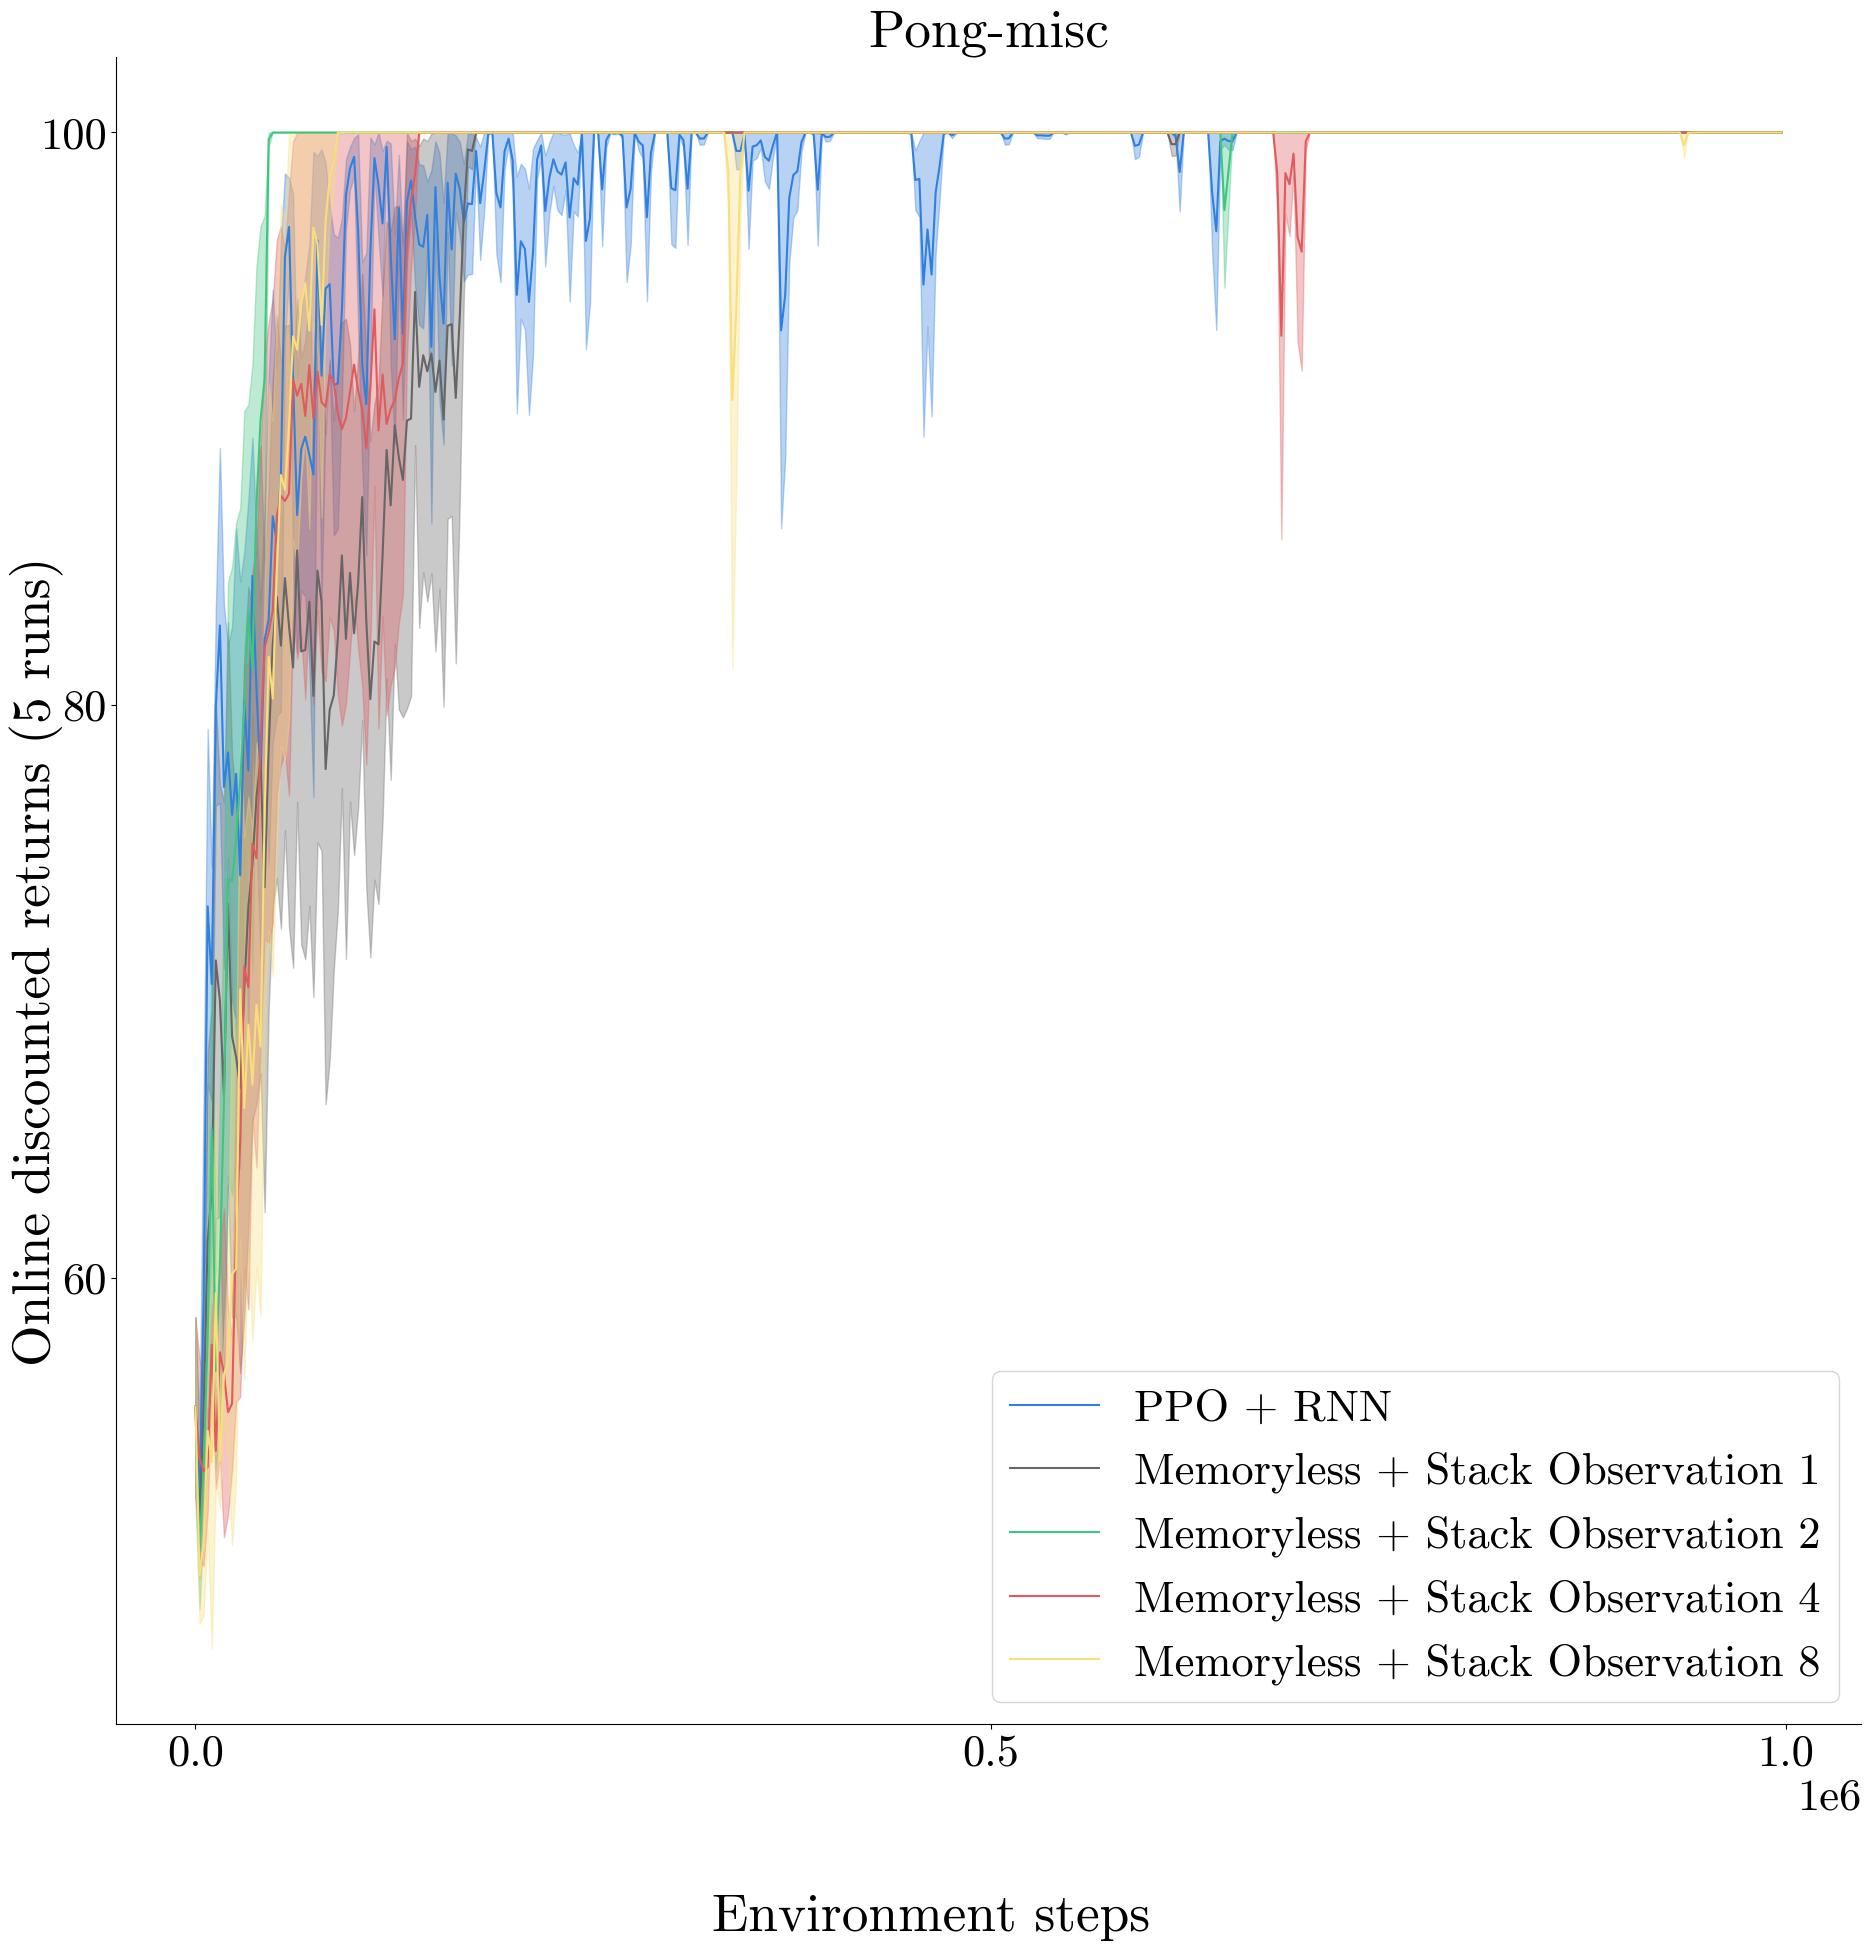 Pong-misc
Online discounted returns (5 runs)
100
80
60
PPO + RNN
Memoryless + Stack Observation 1
Memoryless + Stack Observation 2
Memoryless + Stack Observation 4
Memoryless + Stack Observation 8
0.0 0.5 1.0
1e6
Environment steps